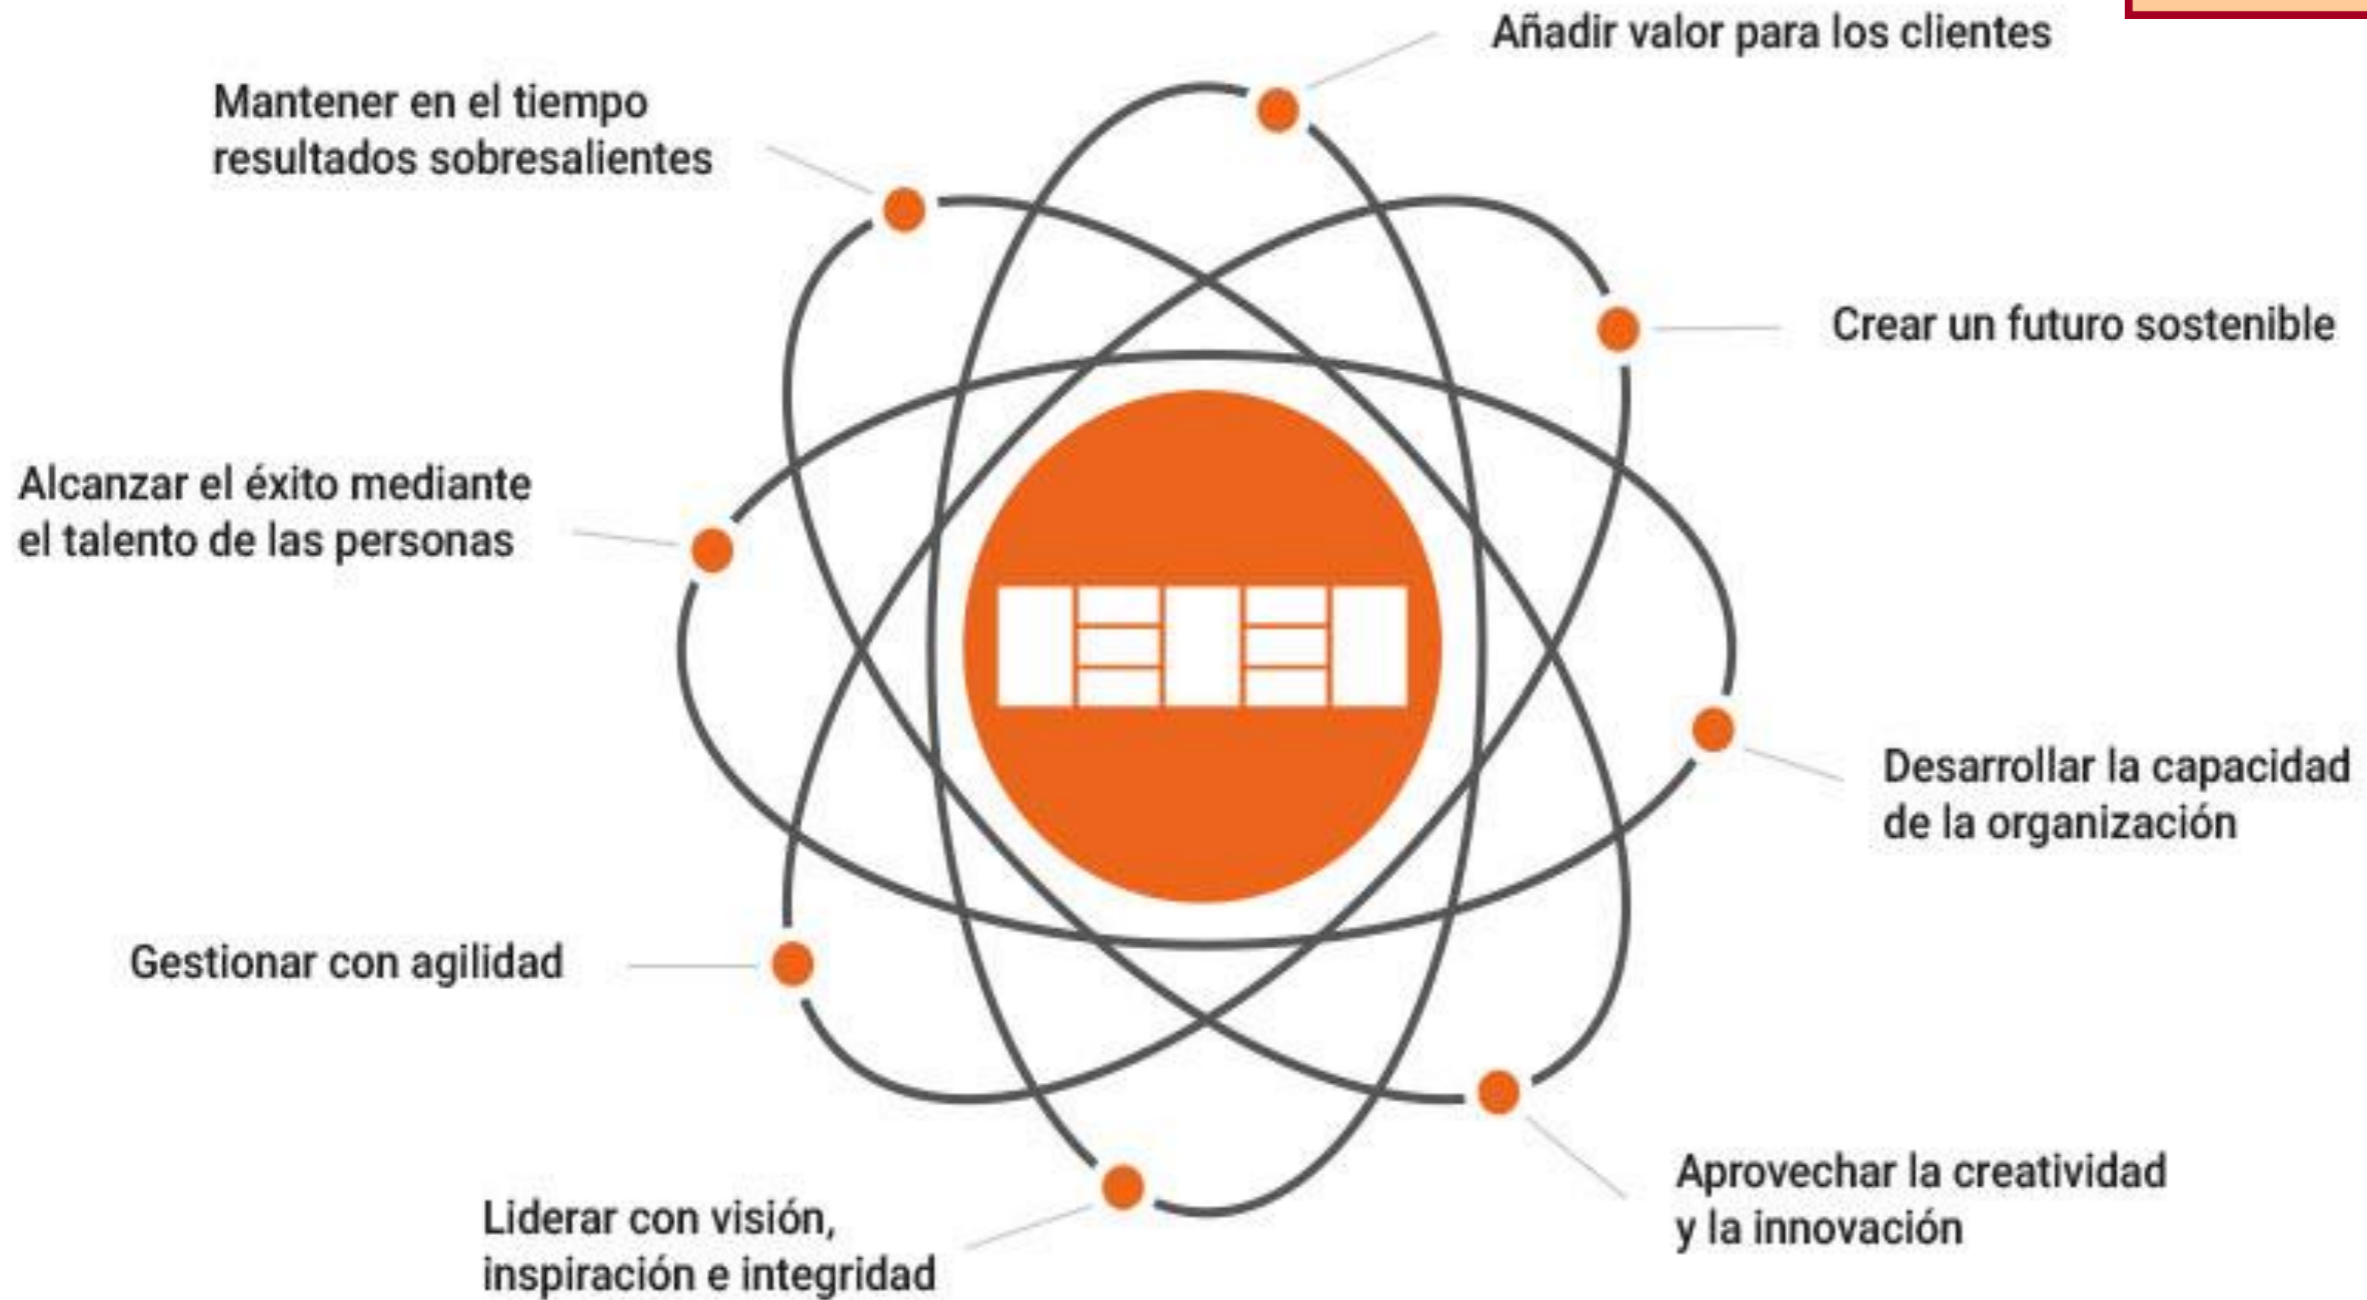 Añadir valor para los clientes
Mantener en el tiempo
resultados sobresalientes
Crear un futuro sostenible
Alcanzar el éxito mediante
el talento de las personas
Desarrollar la capacidad
de la organización
Gestionar con agilidad
Aprovechar la creatividad
y la innovación
Liderar con visión,
inspiración e integridad